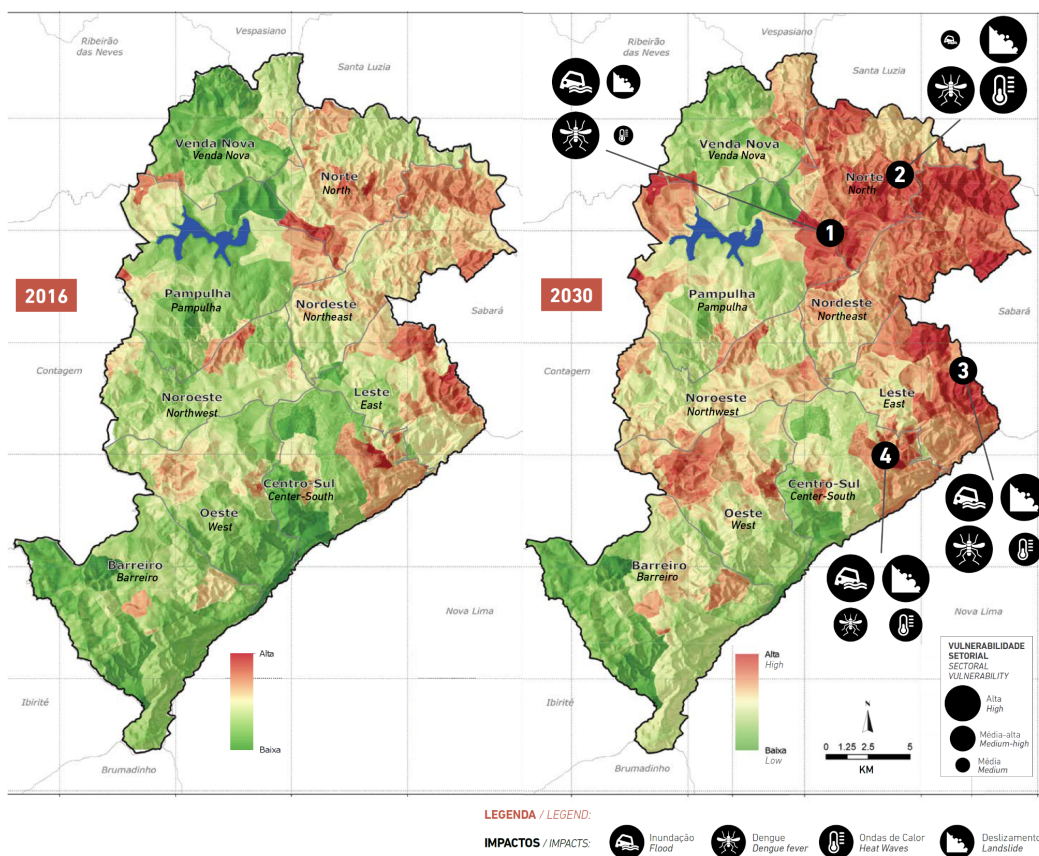 Vespasiano
Ribeirão
das Neves
Santa Luzia
Venda Nova
Venda Nova
Norte
North
2016
Pampulha
Pampulha
Nordeste
Northeast
Sabará
Contagem
Noroeste
Northwest
Leste
East
Centro-Sul
Center-South
Oeste
West
Barreiro
Barreiro
Nova Lima
Alta
Baixa
Ibirité
Brumadinho
Vespasiano
Ribeirão
das Neves
Santa Luzia
Venda Nova
Venda Nova
2
Norte
North
1
2030
Pampulha
Pampulha
Nordeste
Northeast
Sabará
Contagem
3
Noroeste
Northwest
Leste
East
4
Centro-Sul
Center-South
Oeste
West
Barreiro
Barreiro
Nova Lima
Alta
High
Baixa
Low
N
0 1.25 2.5 5
KM
VULNERABILIDADE
SETORIAL
SECTORAL
VULNERABILITY
Alta
High
Média-alta
Medium-high
Média
Medium
Ibirité
Brumadinho
LEGENDA / LEGEND:
IMPACTOS / IMPACTS:
Inundação
Flood
Dengue
Dengue fever
Ondas de Calor
Heat Waves
Deslizamento
Landslide